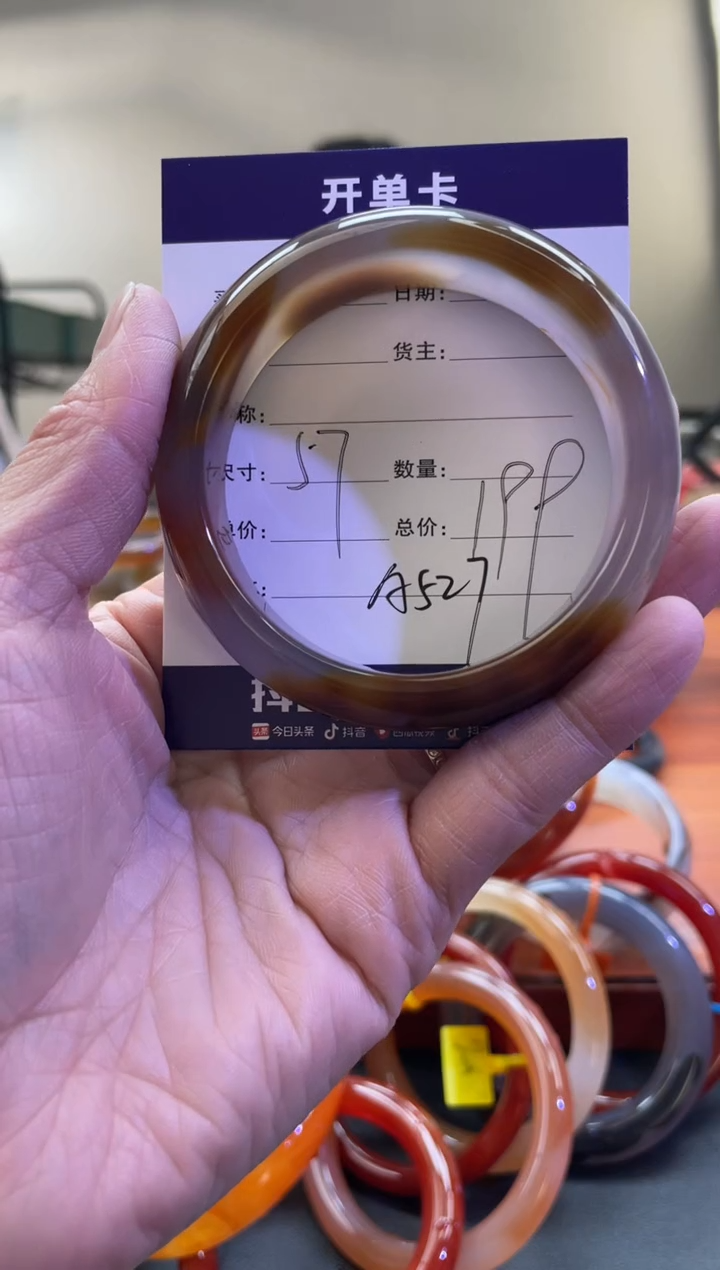 开单卡
日期:
货主:
称:
尺寸: 57 数量:
单价: 总价: 199
A527
今日头条 抖音